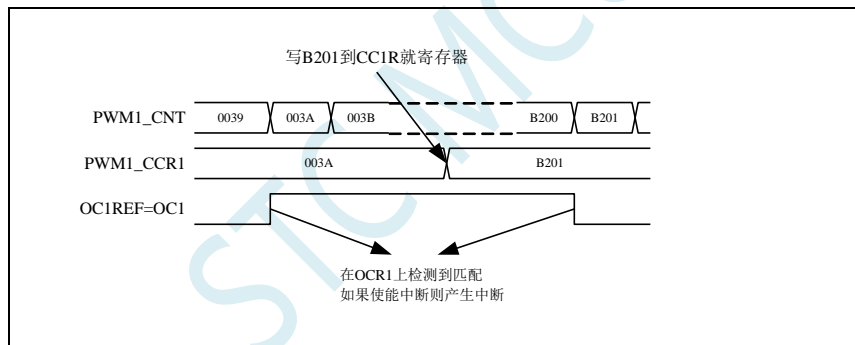 写B201到CC1R就寄存器
PWM1_CNT 0039 003A 003B B200 B201
PWM1_CCR1 003A B201
OC1REF=OC1
在OCR1上检测到匹配
如果使能中断则产生中断
STC MC